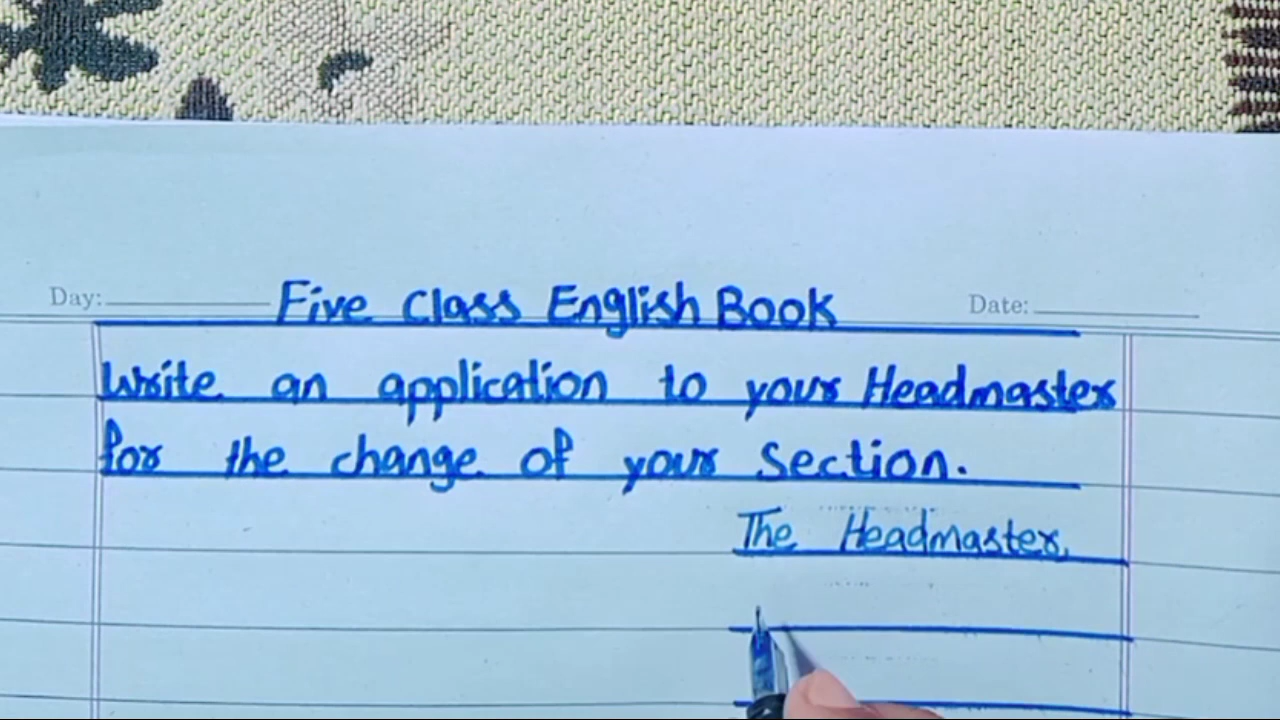 Day: Five Class English Book Date:
Write an application to your Headmaster
for the change of your Section.
The Headmaster,